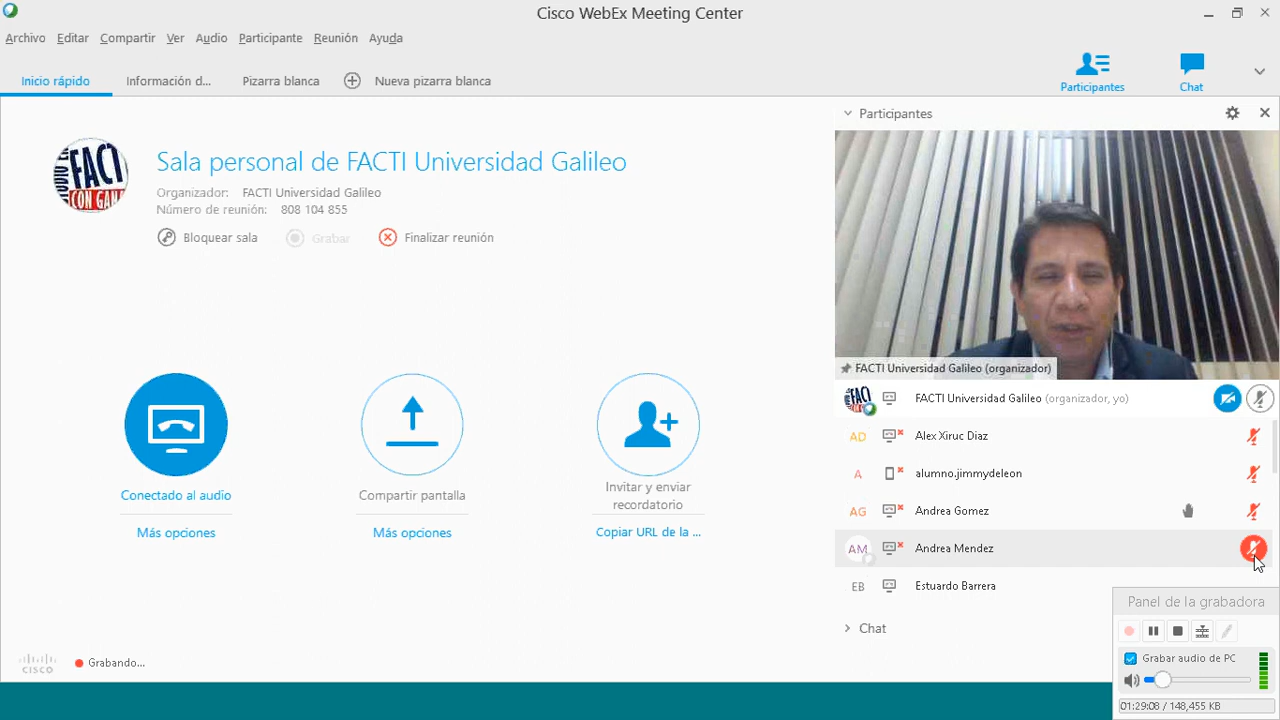 Cisco WebEx Meeting Center
Archivo Editar Compartir Ver Audio Participante Reunión Ayuda
Inicio rápido Información d... Pizarra blanca Nueva pizarra blanca
Participantes Chat
Participantes
FACTI
CON GANA
Sala personal de FACTI Universidad Galileo
Organizador: FACTI Universidad Galileo
Número de reunión: 808 104 855
Bloquear sala Grabar Finalizar reunión
FACTI Universidad Galileo (organizador)
FACTI Universidad Galileo (organizador, yo)
AD Alex Xiruc Diaz
A alumno.jimmydeleon
AG Andrea Gomez
AM Andrea Mendez
EB Estuardo Barrera
Chat
Conectado al audio
Más opciones
Compartir pantalla
Más opciones
Invitar y enviar
recordatorio
Copiar URL de la ...
Panel de la grabadora
Grabar audio de PC
01:29:08 / 148,455 KB
CISCO Grabando...